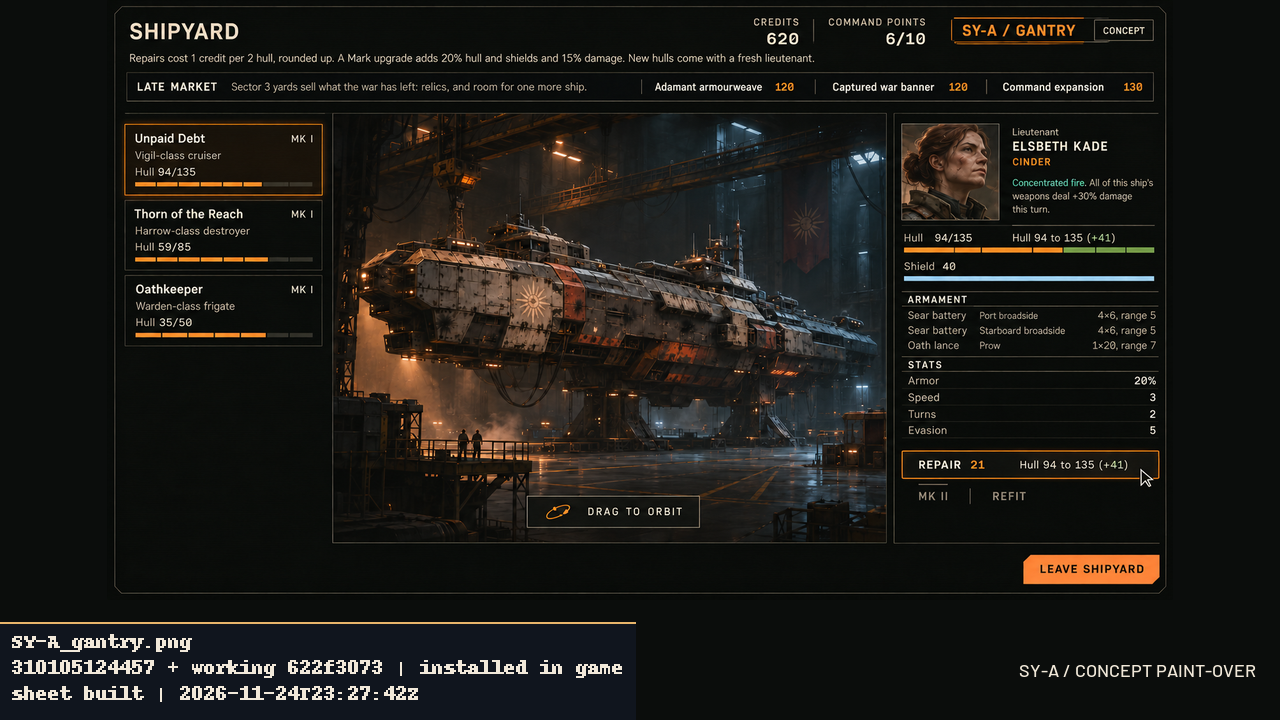 SHIPYARD
CREDITS
620
COMMAND POINTS
6/10
SY-A / GANTRY
CONCEPT
Repairs cost 1 credit per 2 hull, rounded up. A Mark upgrade adds 20% hull and shields and 15% damage. New hulls come with a fresh lieutenant.
LATE MARKET Sector 3 yards sell what the war has left: relics, and room for one more ship. Adamant armourweave 120 Captured war banner 120 Command expansion 130
Unpaid Debt MK I
Vigil-class cruiser
Hull 94/135
Thorn of the Reach MK I
Harrow-class destroyer
Hull 59/85
Oathkeeper MK I
Warden-class frigate
Hull 35/50
DRAG TO ORBIT
Lieutenant
ELSBETH KADE
CINDER
Concentrated fire. All of this ship's
weapons deal +30% damage
this turn.
Hull 94/135 Hull 94 to 135 (+41)
Shield 40
ARMAMENT
Sear battery Port broadside 4×6, range 5
Sear battery Starboard broadside 4×6, range 5
Oath lance Prow 1×20, range 7
STATS
Armor 20%
Speed 3
Turns 2
Evasion 5
REPAIR 21 Hull 94 to 135 (+41)
MK II REFIT
LEAVE SHIPYARD
SY-A_gantry.png
310105124457 + working 622f3073 | installed in game
sheet built | 2026-11-24T23:27:42Z
SY-A / CONCEPT PAINT-OVER